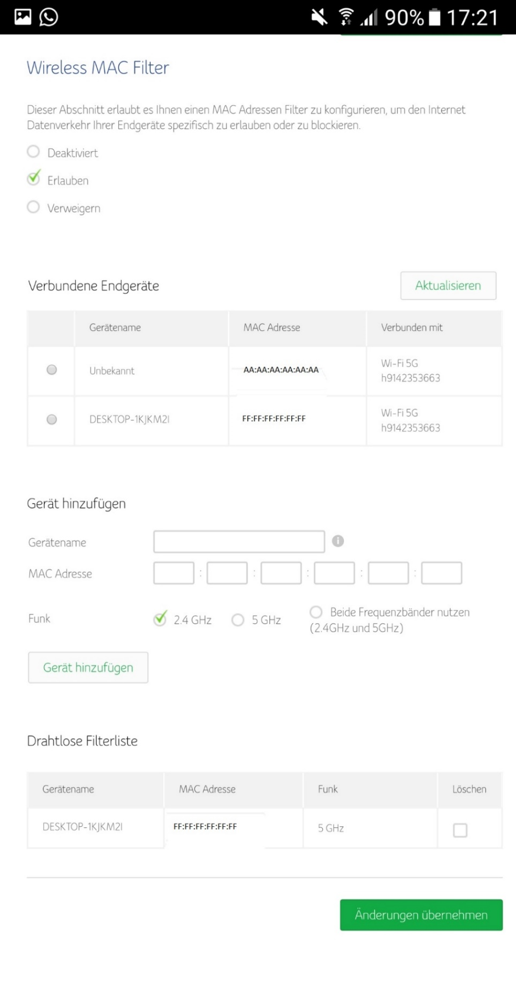 90% 17:21
Wireless MAC Filter
Dieser Abschnitt erlaubt es Ihnen einen MAC Adressen Filter zu konfigurieren, um den Internet
Datenverkehr Ihrer Endgeräte spezifisch zu erlauben oder zu blockieren.
Deaktiviert
Erlauben
Verweigern
Verbundene Endgeräte
Aktualisieren
Gerätename MAC Adresse Verbunden mit
Unbekannt AA:AA:AA:AA:AA:AA Wi-Fi 5G
h9142353663
DESKTOP-1KJKM2I FF:FF:FF:FF:FF:FF Wi-Fi 5G
h9142353663
Gerät hinzufügen
Gerätename
MAC Adresse : : : : :
Funk 2.4 GHz 5 GHz Beide Frequenzbänder nutzen
(2.4GHz und 5GHz)
Gerät hinzufügen
Drahtlose Filterliste
Gerätename MAC Adresse Funk Löschen
DESKTOP-1KJKM2I FF:FF:FF:FF:FF:FF 5 GHz
Änderungen übernehmen